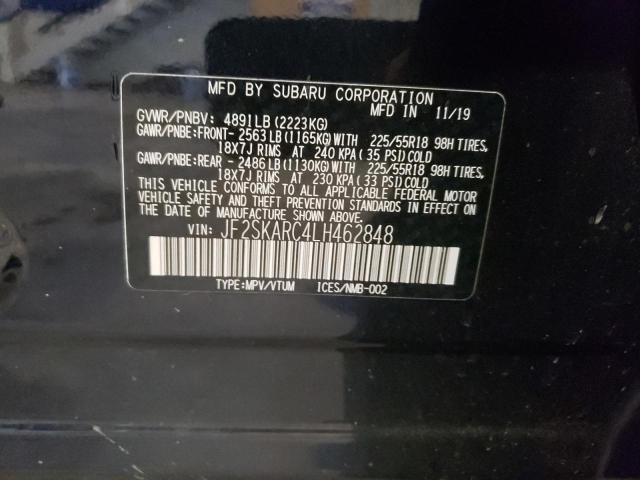 MFD BY SUBARU CORPORATION
GVWR/PNBV: 4891LB(2223KG) MFD IN 11/19
GAWR/PNBE:FRONT- 2563LB(1165KG)WITH 225/55R18 98H TIRES,
18X7J RIMS AT 240 KPA(35 PSI)COLD
GAWR/PNBE:REAR - 2486LB(1130KG)WITH 225/55R18 98H TIRES,
18X7J RIMS AT 230 KPA(33 PSI)COLD
THIS VEHICLE CONFORMS TO ALL APPLICABLE FEDERAL MOTOR
VEHICLE SAFETY AND THEFT PREVENTION STANDARDS IN EFFECT
ON THE DATE OF MANUFACTURE SHOWN ABOVE.
VIN: JF2SKARC4LH462848
TYPE:MPV/VTUM ICES/NMB-002